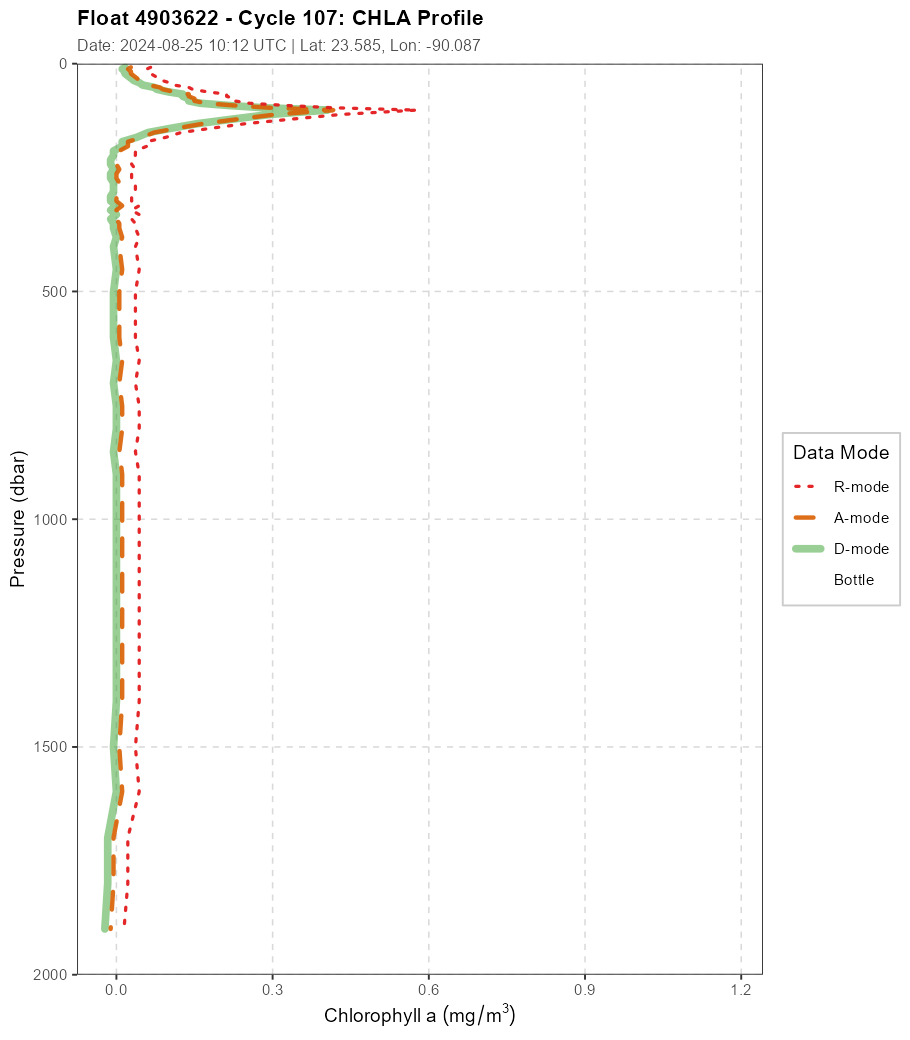 Float 4903622 - Cycle 107: CHLA Profile
Date: 2024-08-25 10:12 UTC | Lat: 23.585, Lon: -90.087
0
500
1000
1500
2000
Pressure (dbar)
0.0 0.3 0.6 0.9 1.2
Chlorophyll a (mg/m³)
Data Mode
R-mode
A-mode
D-mode
Bottle